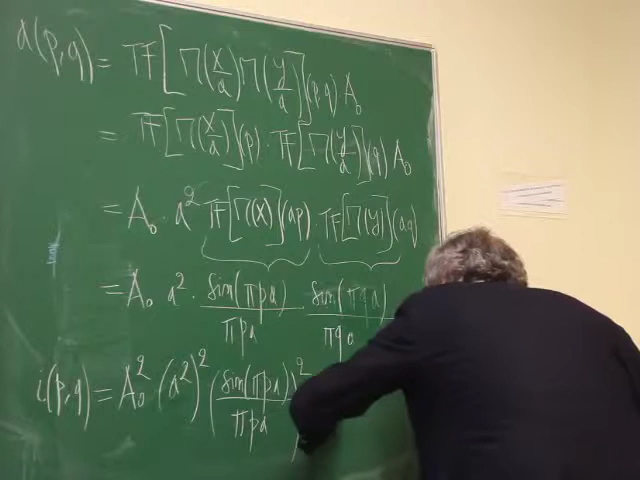 a(p,q) = TF[Π(x/a)Π(y/a)](p,q) A₀
= TF[Π(x/a)](p) · TF[Π(y/a)](q) A₀
= A₀ · a² TF[Π(x)](ap) · TF[Π(y)](aq)
= A₀ a² · sin(πpa)/πpa sin(πqa)/πqa
i(p,q) = A₀² (a²)² (sin(πpa)/πpa)²